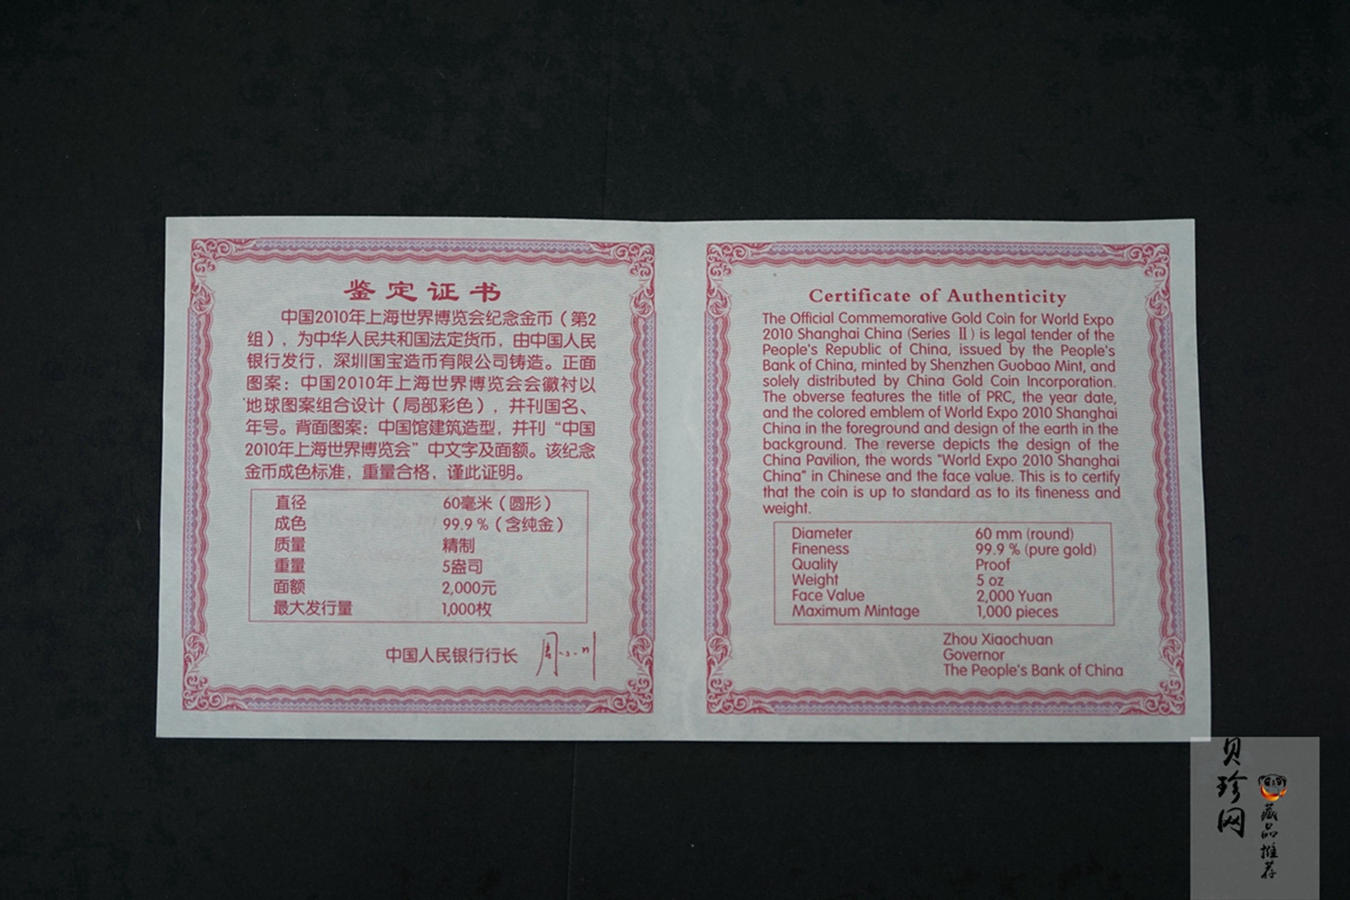 鉴定证书
中国2010年上海世界博览会纪念金币（第2
组），为中华人民共和国法定货币，由中国人民
银行发行，深圳国宝造币有限公司铸造。正面
图案：中国2010年上海世界博览会会徽衬以
地球图案组合设计（局部彩色），并刊国名、
年号。背面图案：中国馆建筑造型，并刊“中国
2010年上海世界博览会”中文字及面额。该纪念
金币成色标准，重量合格，谨此证明。
直径 60毫米（圆形）
成色 99.9％（含纯金）
质量 精制
重量 5盎司
面额 2,000元
最大发行量 1,000枚
中国人民银行行长
Certificate of Authenticity
The Official Commemorative Gold Coin for World Expo
2010 Shanghai China (Series Ⅱ) is legal tender of the
People's Republic of China, issued by the People's
Bank of China, minted by Shenzhen Guobao Mint, and
solely distributed by China Gold Coin Incorporation.
The obverse features the title of PRC, the year date,
and the colored emblem of World Expo 2010 Shanghai
China in the foreground and design of the earth in the
background. The reverse depicts the design of the
China Pavilion, the words "World Expo 2010 Shanghai
China" in Chinese and the face value. This is to certify
that the coin is up to standard as to its fineness and
weight.
Diameter 60 mm (round)
Fineness 99.9 % (pure gold)
Quality Proof
Weight 5 oz
Face Value 2,000 Yuan
Maximum Mintage 1,000 pieces
Zhou Xiaochuan
Governor
The People's Bank of China
贝珍网
藏品推荐